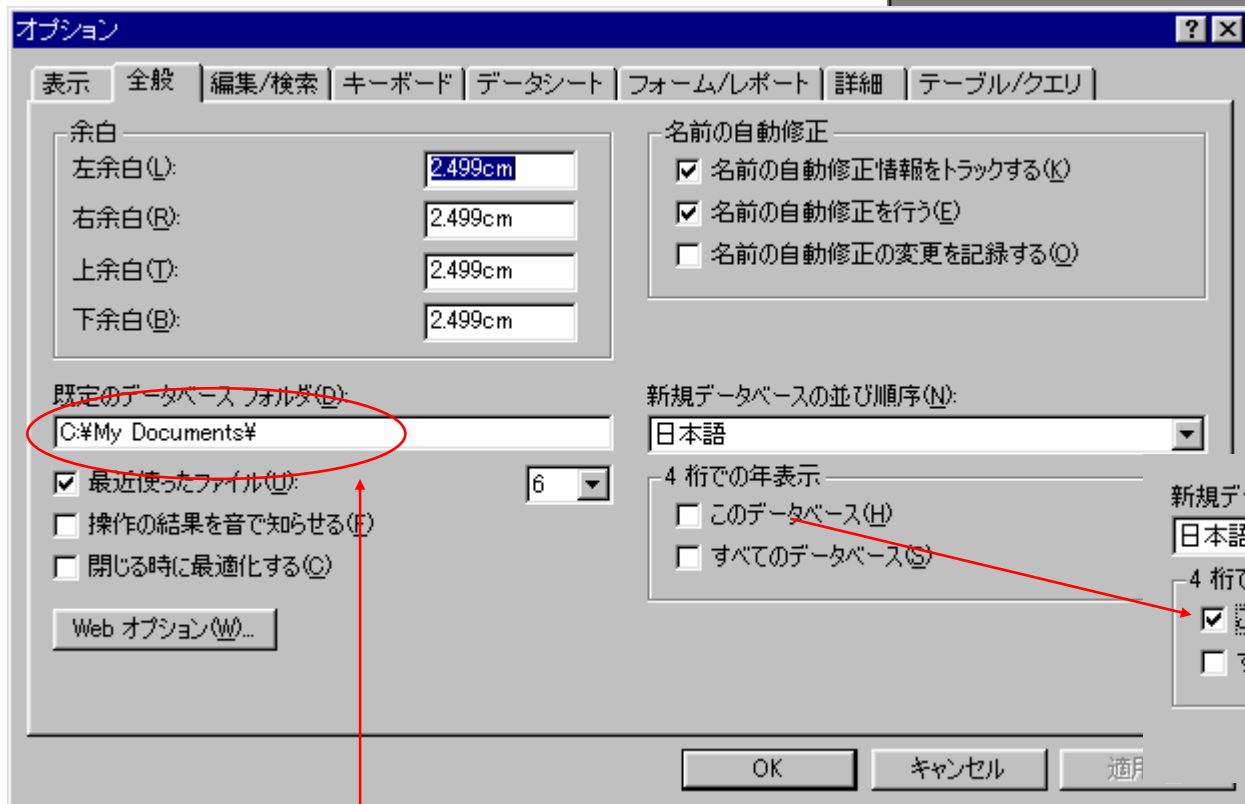 オプション
表示 全般 編集/検索 キーボード データシート フォーム/レポート 詳細 テーブル/クエリ
余白
左余白(L): 2.499cm
右余白(R): 2.499cm
上余白(T): 2.499cm
下余白(B): 2.499cm
名前の自動修正
名前の自動修正情報をトラックする(K)
名前の自動修正を行う(E)
名前の自動修正の変更を記録する(O)
既定のデータベース フォルダ(D):
C:¥My Documents¥
最近使ったファイル(U): 6
操作の結果を音で知らせる(F)
閉じる時に最適化する(C)
Web オプション(W)...
新規データベースの並び順序(N):
日本語
4 桁での年表示
このデータベース(H)
すべてのデータベース(S)
新規デ
日本語
4 桁で
OK キャンセル 適用